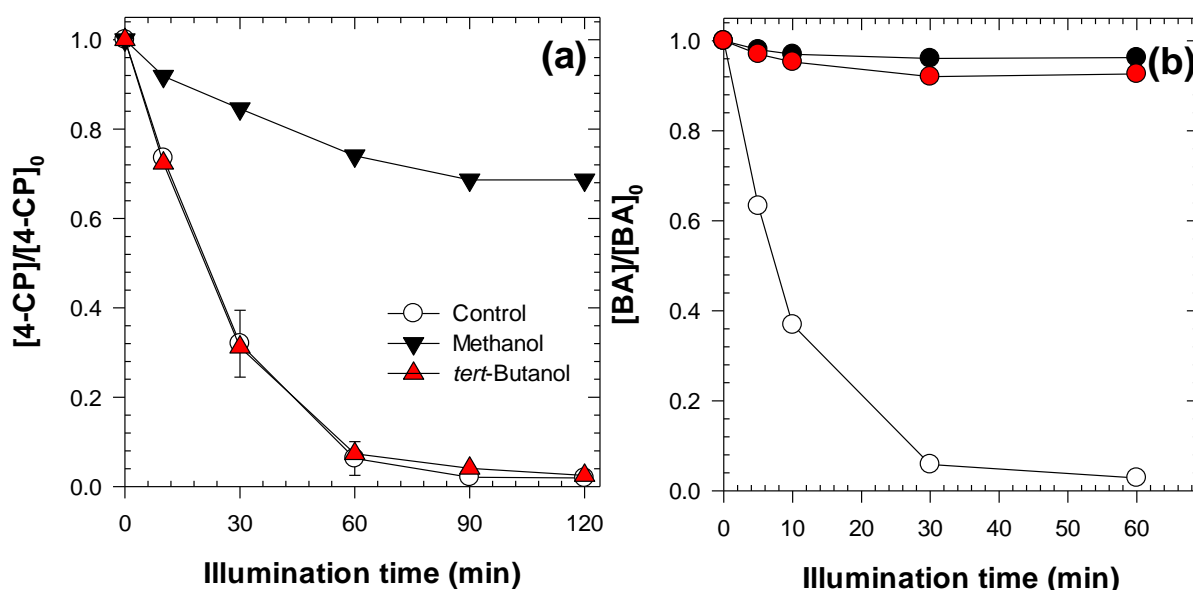 (a)
[4-CP]/[4-CP]0
1.0
0.8
0.6
0.4
0.2
0.0
Control
Methanol
tert-Butanol
0 30 60 90 120
Illumination time (min)
(b)
[BA]/[BA]0
1.0
0.8
0.6
0.4
0.2
0.0
0 10 20 30 40 50 60
Illumination time (min)